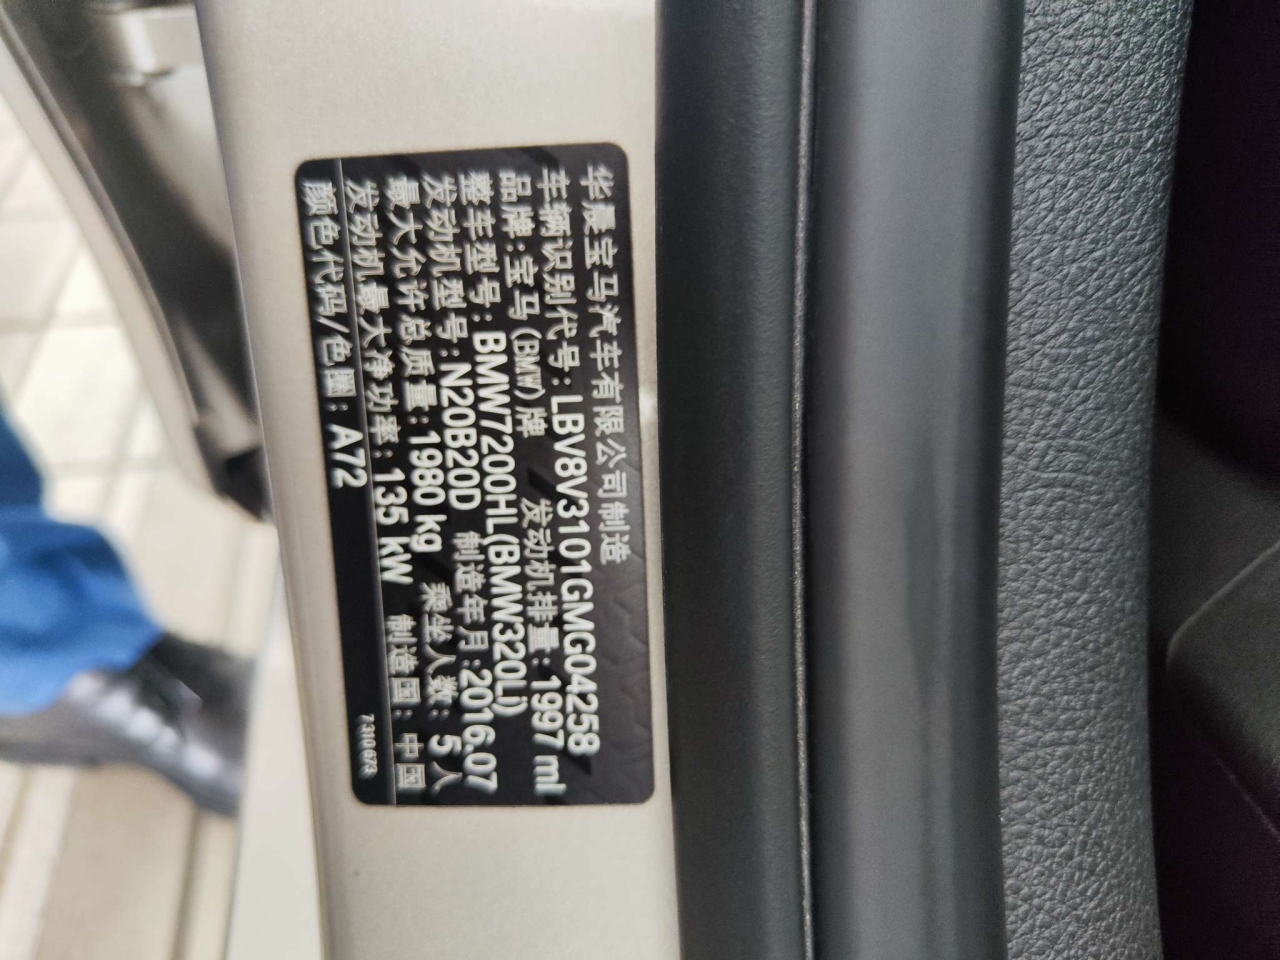 华晨宝马汽车有限公司制造
车辆识别代号:LBV8V3101GMG04258
品牌:宝马(BMW)牌 发动机排量:1997 ml
整车型号:BMW7200HL(BMW320Li)
发动机型号:N20B20D 制造年月:2016.07
最大允许总质量:1980 kg 乘坐人数:5人
发动机最大净功率:135 kW 制造国:中国
颜色代码/色圈:A72